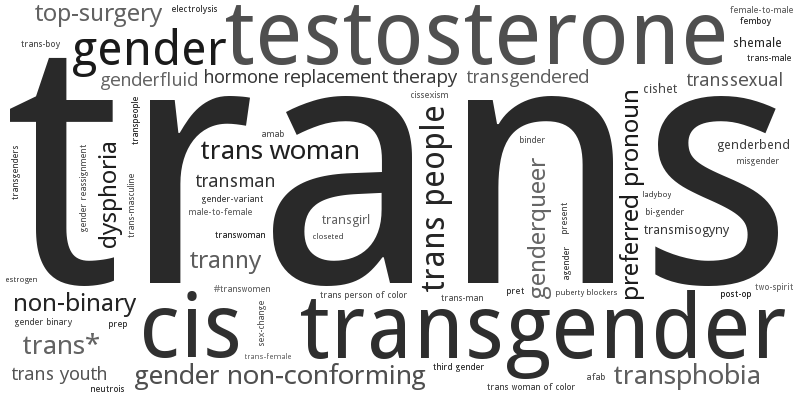 top-surgery
electrolysis
testosterone
female-to-male
femboy
trans-boy
gender
shemale
trans-male
genderfluid
hormone replacement therapy
transgendered
transsexual
trans
cissexism
cishet
transpeople
amab
trans people
binder
preferred pronoun
genderbend
misgender
transgenders
gender reassignment
dysphoria
trans woman
trans-masculine
transman
gender-variant
male-to-female
transgirl
closeted
transwoman
genderqueer
present
agender
ladyboy
bi-gender
transmisogyny
tranny
estrogen
#transwomen
trans person of color
trans-man
pret
puberty blockers
post-op
two-spirit
non-binary
gender binary
prep
cis
sex-change
transgender
trans*
trans-female
trans youth
neutrois
gender non-conforming
third gender
trans woman of color
afab
transphobia